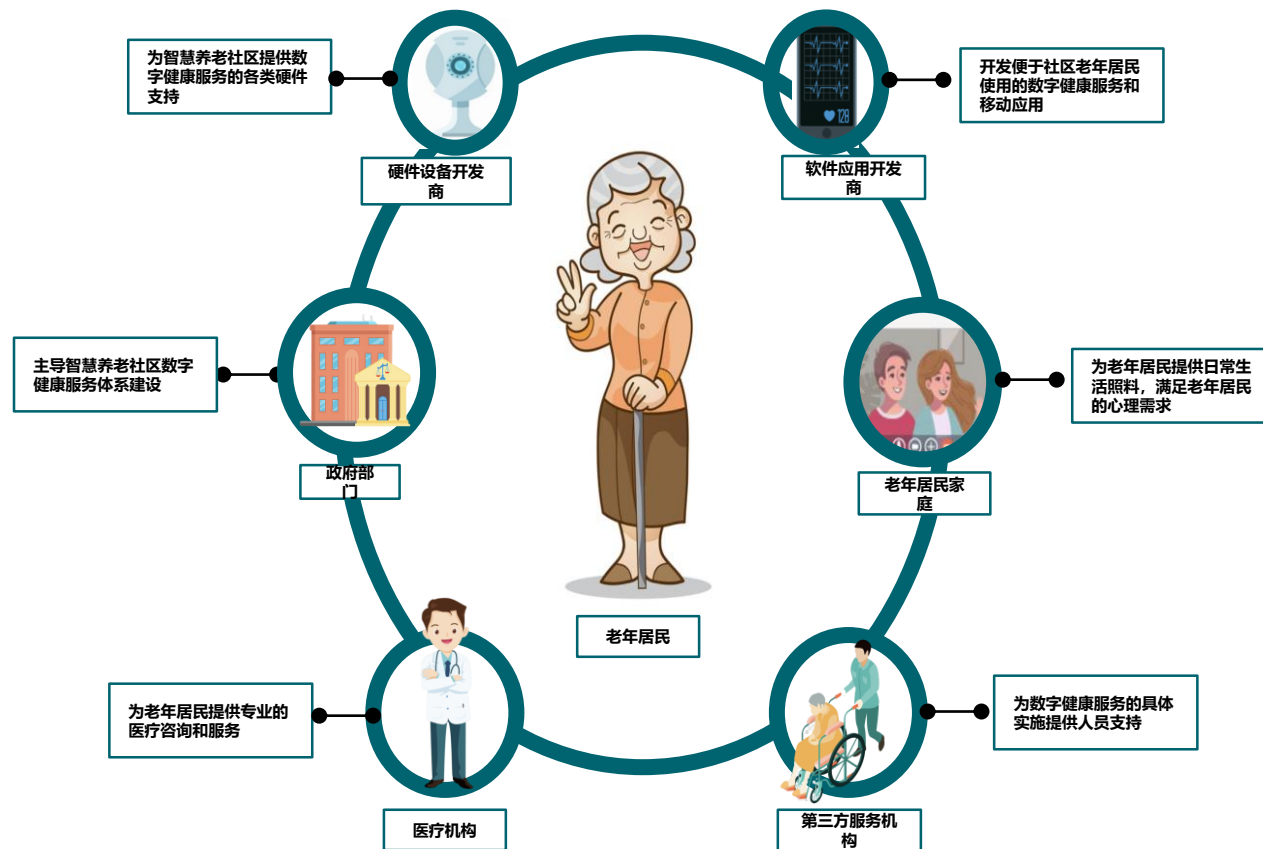 为智慧养老社区提供数
字健康服务的各类硬件
支持
硬件设备开发
商
开发便于社区老年居民
使用的数字健康服务和
移动应用
软件应用开发
商
128
主导智慧养老社区数字
健康服务体系建设
政府部
门
为老年居民提供日常生
活照料，满足老年居民
的心理需求
老年居民家
庭
老年居民
为老年居民提供专业的
医疗咨询和服务
医疗机构
为数字健康服务的具体
实施提供人员支持
第三方服务机
构